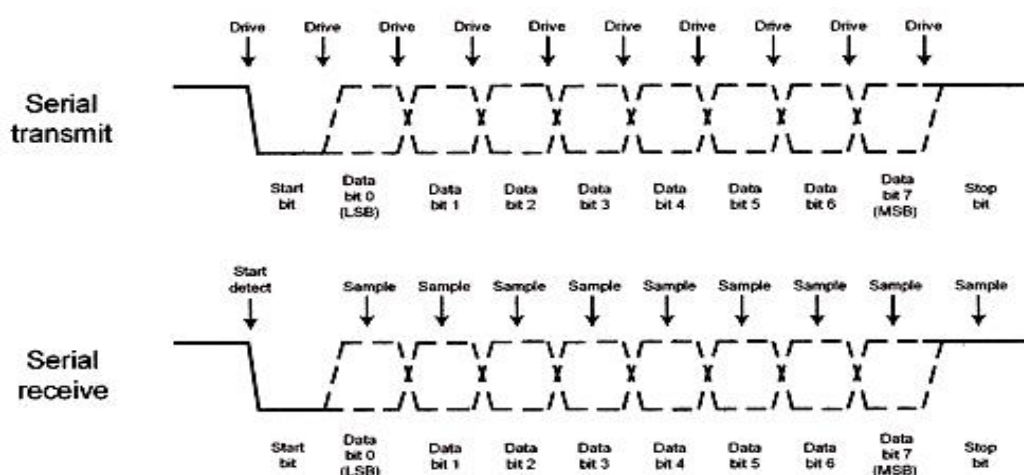 Drive Drive Drive Drive Drive Drive Drive Drive Drive Drive
Serial
transmit
Start
bit
Data
bit 0
(LSB)
Data
bit 1
Data
bit 2
Data
bit 3
Data
bit 4
Data
bit 5
Data
bit 6
Data
bit 7
(MSB)
Stop
bit
Start
detect
Sample Sample Sample Sample Sample Sample Sample Sample Sample
Serial
receive
Start
bit
Data
bit 0
(LSB)
Data
bit 1
Data
bit 2
Data
bit 3
Data
bit 4
Data
bit 5
Data
bit 6
Data
bit 7
(MSB)
Stop
bit